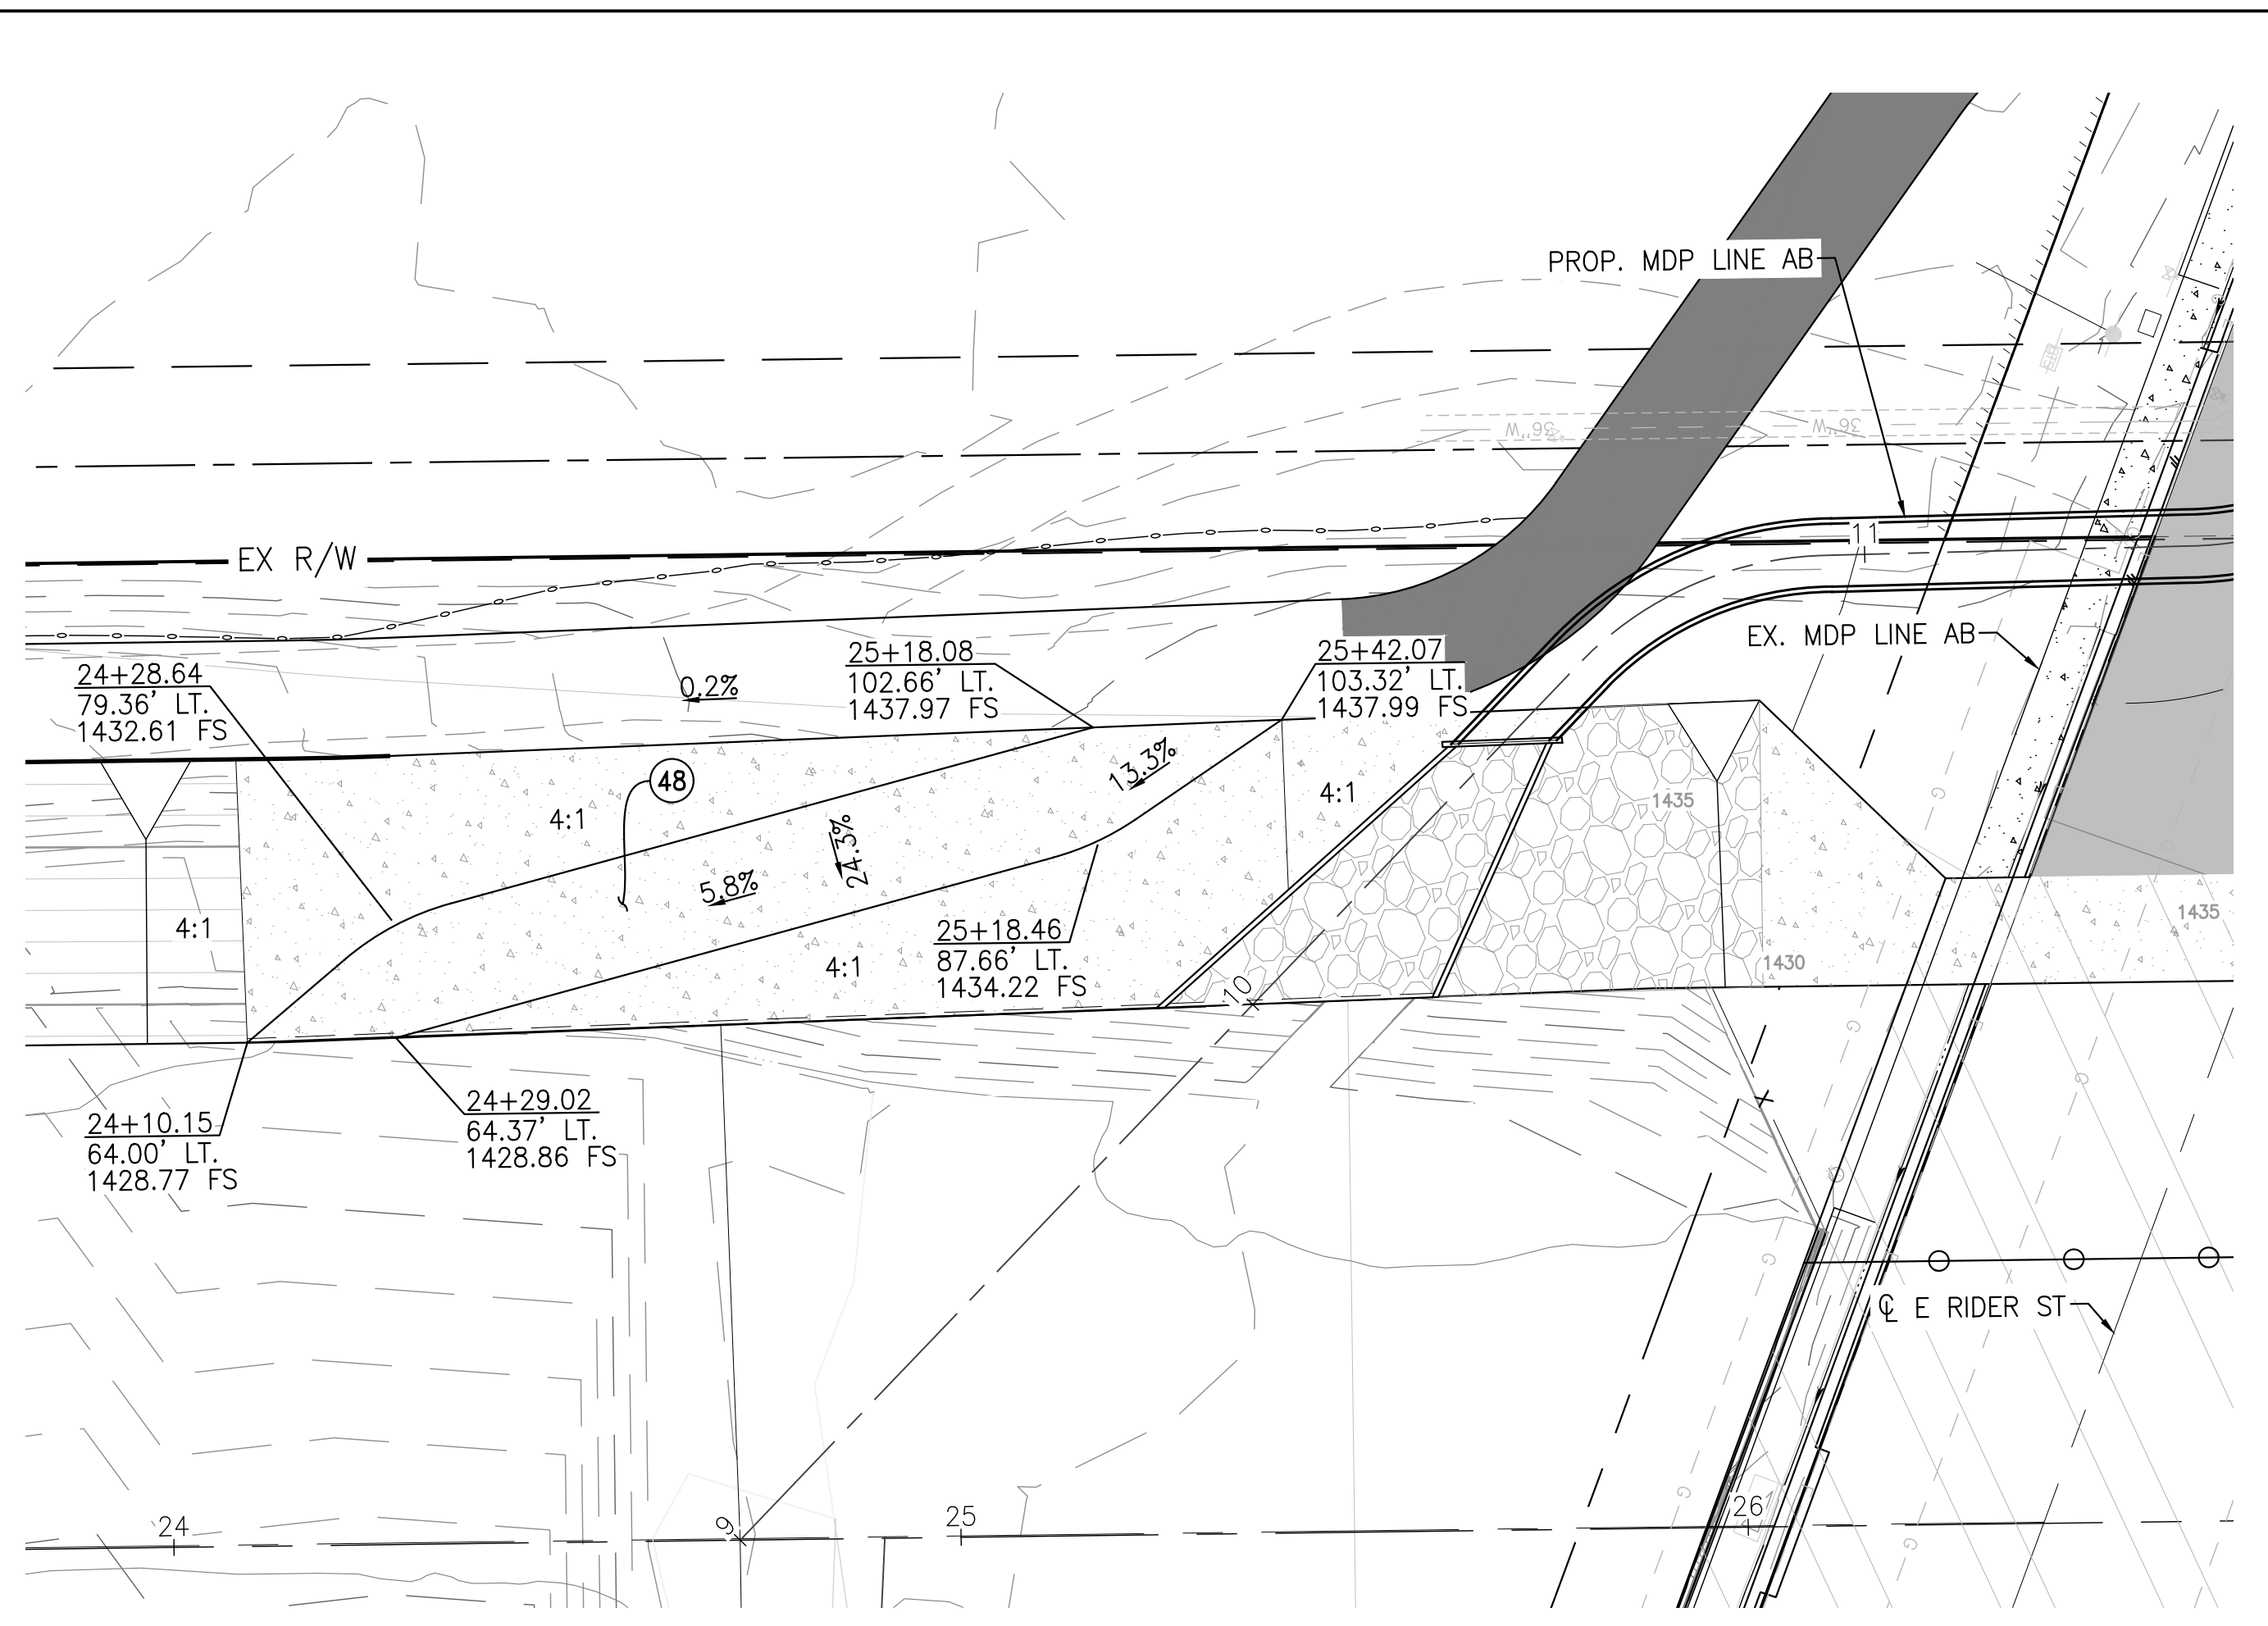 PROP. MDP LINE AB
36"W
36"W
11
EX R/W
EX. MDP LINE AB
24+28.64
79.36' LT.
1432.61 FS
0.2%
25+18.08
102.66' LT.
1437.97 FS
25+42.07
103.32' LT.
1437.99 FS
13.3%
48
4:1
4:1
1435
24.3%
5.8%
4:1
4:1
25+18.46
87.66' LT.
1434.22 FS
1435
1430
10
24+10.15
64.00' LT.
1428.77 FS
24+29.02
64.37' LT.
1428.86 FS
G
G
G
G
G
G
G
℄ E RIDER ST
24
9
25
26